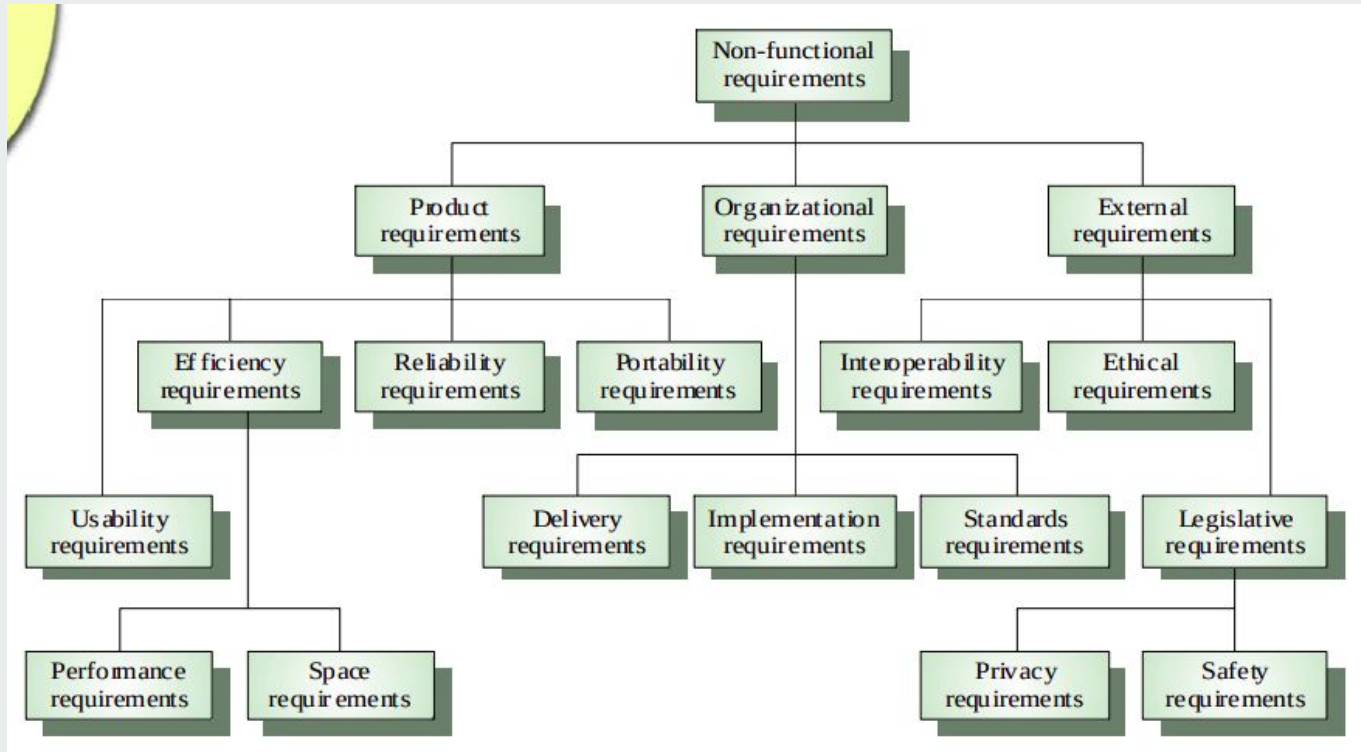 Non-functional
requirements
Product
requirements
Organizational
requirements
External
requirements
Efficiency
requirements
Reliability
requirements
Portability
requirements
Interoperability
requirements
Ethical
requirements
Usability
requirements
Delivery
requirements
Implementation
requirements
Standards
requirements
Legislative
requirements
Performance
requirements
Space
requirements
Privacy
requirements
Safety
requirements